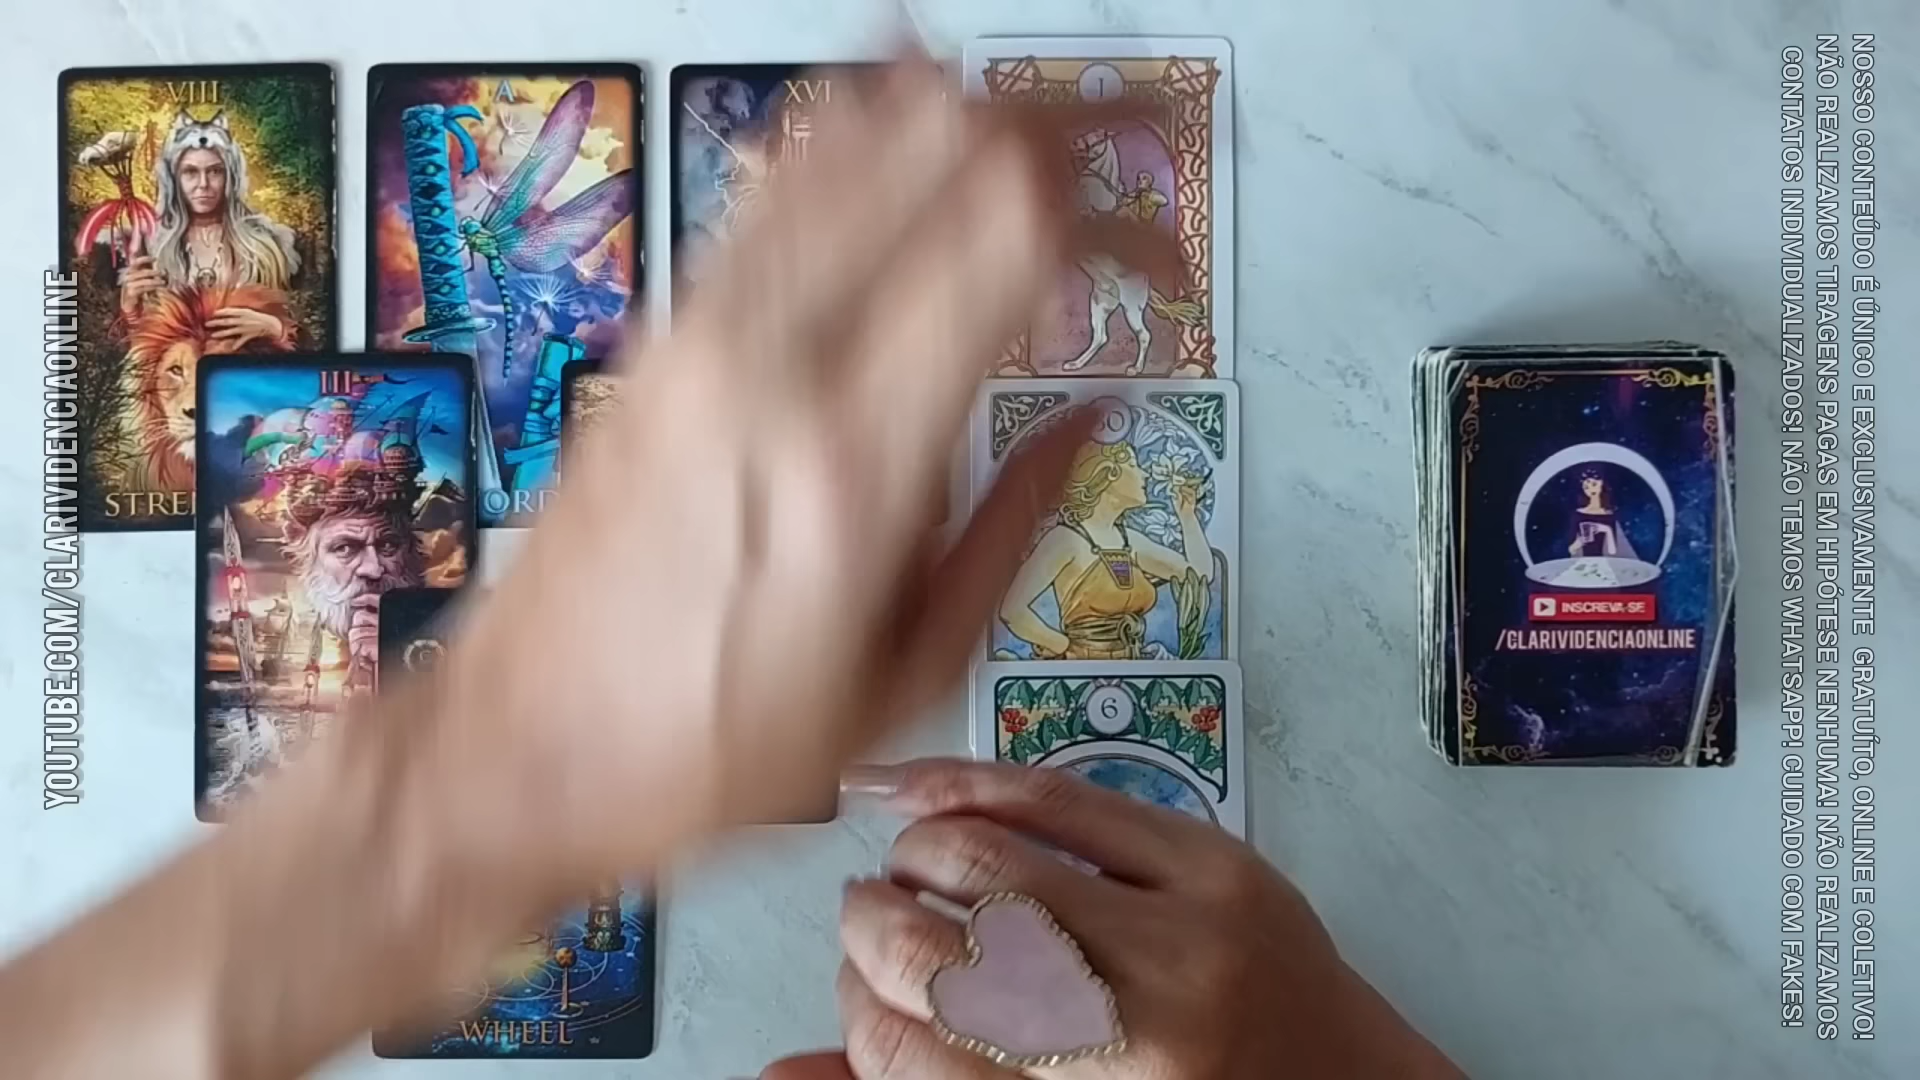 YOUTUBE.COM/CLARIVIDENCIAONLINE
VIII
A
XVI
I
III
30
6
WHEEL
INSCREVA-SE
/CLARIVIDENCIAONLINE
NOSSO CONTEÚDO É ÚNICO E EXCLUSIVAMENTE GRATUÍTO, ONLINE E COLETIVO!
NÃO REALIZAMOS TIRAGENS PAGAS EM HIPÓTESE NENHUMA! NÃO REALIZAMOS
CONTATOS INDIVIDUALIZADOS! NÃO TEMOS WHATSAPP! CUIDADO COM FAKES!